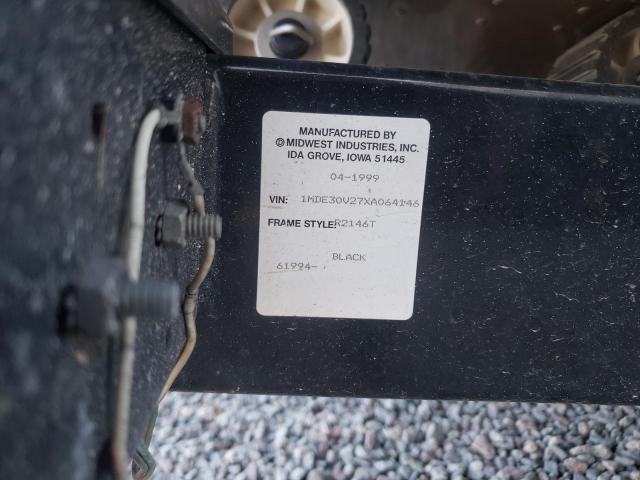 MANUFACTURED BY
© MIDWEST INDUSTRIES, INC.
IDA GROVE, IOWA 51445
04-1999
VIN: 1MDE30V27XA064146
FRAME STYLE: R2146T
BLACK
61994-